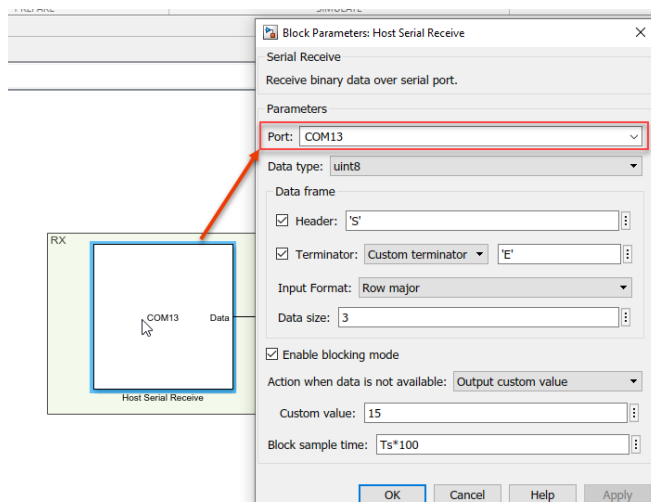 PREPARE
SIMULATE
Block Parameters: Host Serial Receive
Serial Receive
Receive binary data over serial port.
Parameters
Port: COM13
Data type: uint8
Data frame
Header: 'S'
Terminator: Custom terminator 'E'
Input Format: Row major
Data size: 3
Enable blocking mode
Action when data is not available: Output custom value
Custom value: 15
Block sample time: Ts*100
OK Cancel Help Apply
RX
COM13 Data
Host Serial Receive